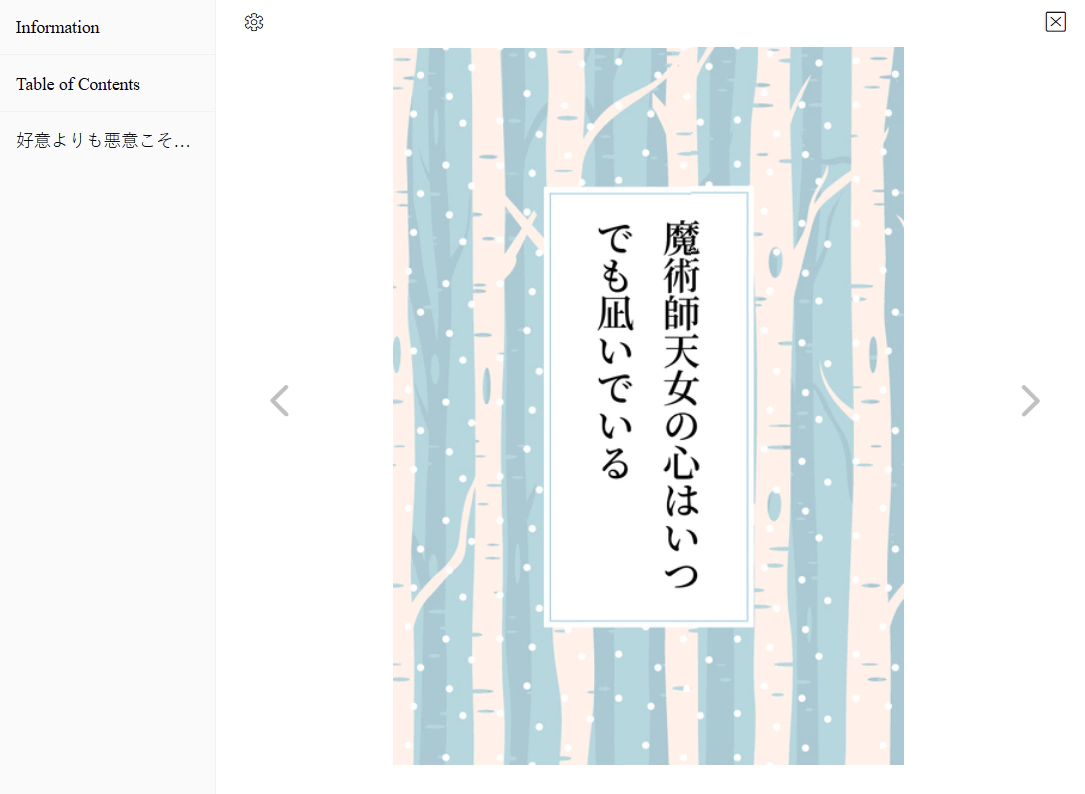 Information
Table of Contents
好意よりも悪意こそ…
魔術師天女の心はいつ
でも凪いでいる